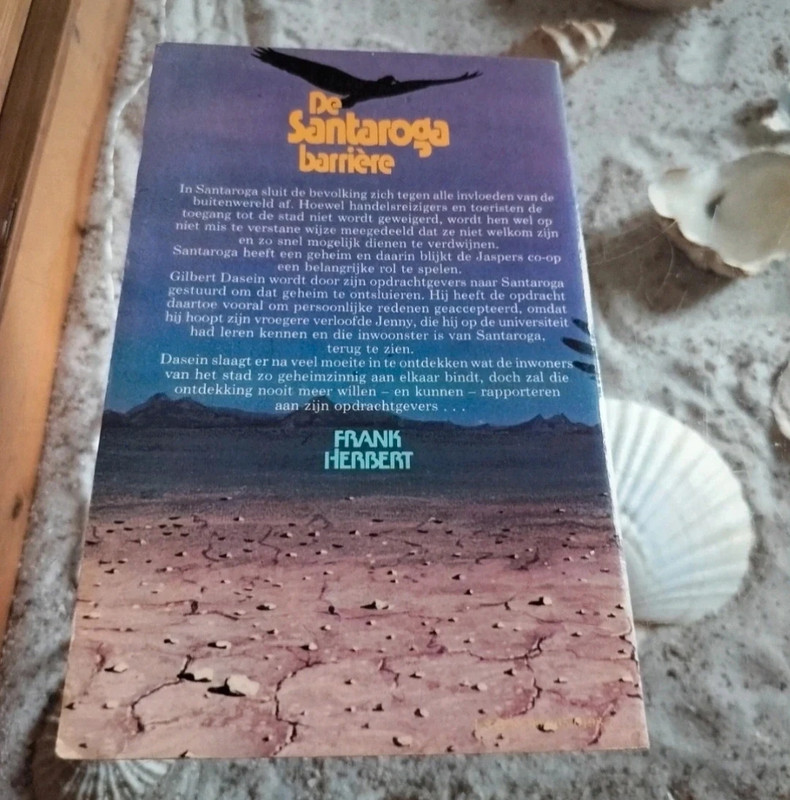 De
Santaroga
barrière
In Santaroga sluit de bevolking zich tegen alle invloeden van de
buitenwereld af. Hoewel handelsreizigers en toeristen de
toegang tot de stad niet wordt geweigerd, wordt hen wel op
niet mis te verstane wijze meegedeeld dat ze niet welkom zijn
en zo snel mogelijk dienen te verdwijnen.
Santaroga heeft een geheim en daarin blijkt de Jaspers co-op
een belangrijke rol te spelen.
Gilbert Dasein wordt door zijn opdrachtgevers naar Santaroga
gestuurd om dat geheim te ontsluieren. Hij heeft de opdracht
daartoe vooral om persoonlijke redenen geaccepteerd, omdat
hij hoopt zijn vroegere verloofde Jenny, die hij op de universiteit
had leren kennen en die inwoonster is van Santaroga,
terug te zien.
Dasein slaagt er na veel moeite in te ontdekken wat de inwoners
van het stad zo geheimzinnig aan elkaar bindt, doch zal die
ontdekking nooit meer willen – en kunnen – rapporteren
aan zijn opdrachtgevers . . .
FRANK
HERBERT